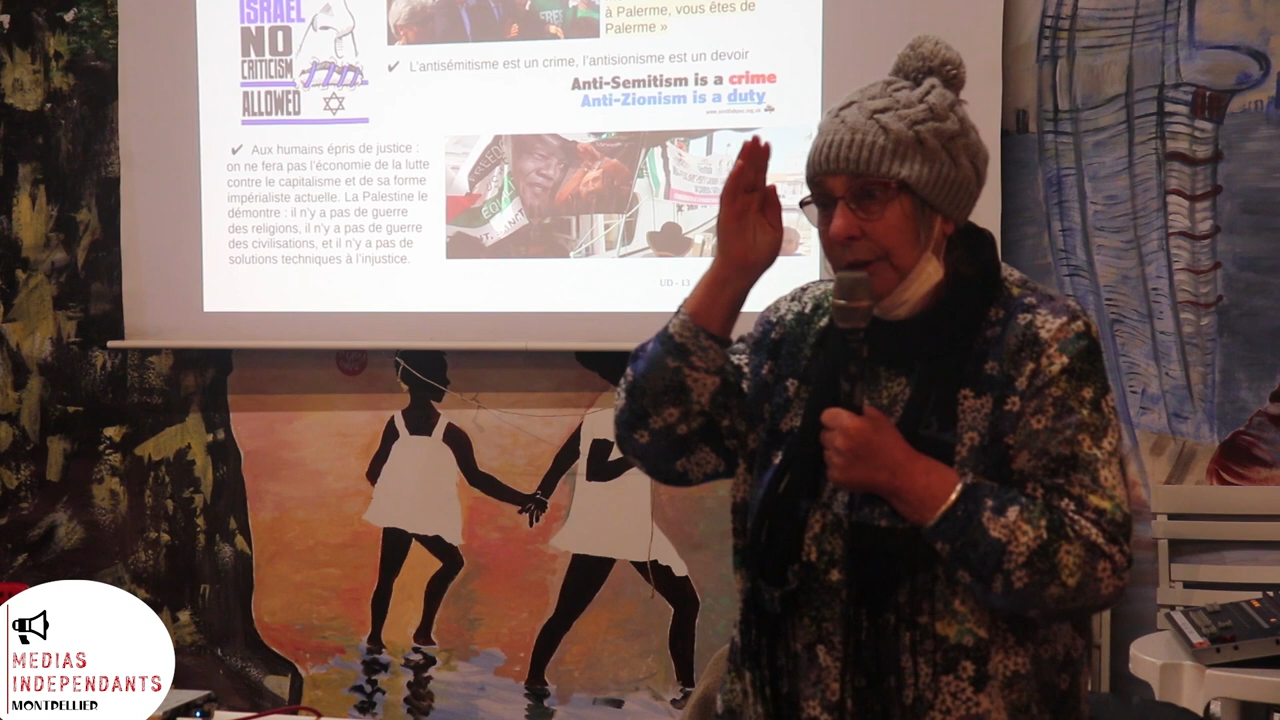 ISRAEL
NO
CRITICISM
ALLOWED
à Palerme, vous êtes de
Palerme »
✔ L'antisémitisme est un crime, l'antisionisme est un devoir
Anti-Semitism is a crime
Anti-Zionism is a duty
✔ Aux humains épris de justice :
on ne fera pas l'économie de la lutte
contre le capitalisme et de sa forme
impérialiste actuelle. La Palestine le
démontre : il n'y a pas de guerre
des religions, il n'y a pas de guerre
des civilisations, et il n'y a pas de
solutions techniques à l'injustice.
UD - 13
MEDIAS
INDEPENDANTS
MONTPELLIER